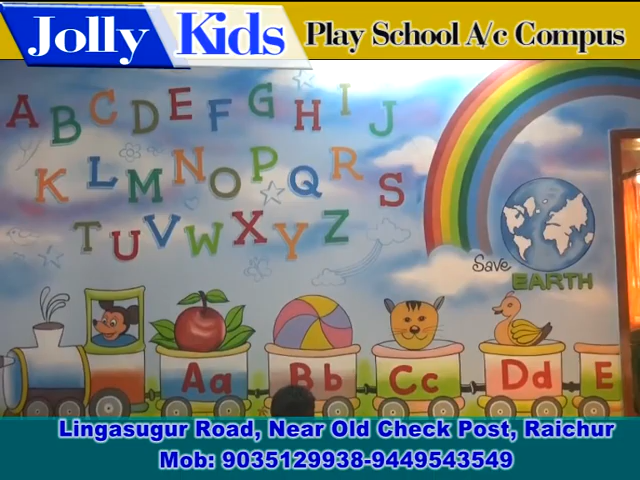 Jolly Kids Play School A/c Compus
A B C D E F G H I J
K L M N O P Q R S
T U V W X Y Z
Save
EARTH
Aa Bb Cc Dd E
Lingasugur Road, Near Old Check Post, Raichur
Mob: 9035129938-9449543549